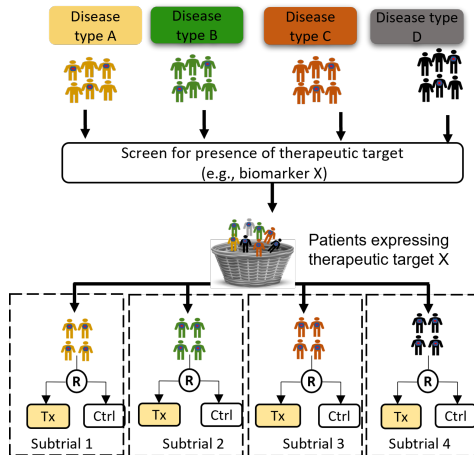 Disease
type A
Disease
type B
Disease
type C
Disease type
D
Screen for presence of therapeutic target
(e.g., biomarker X)
Patients expressing
therapeutic target X
R
Tx
Ctrl
Subtrial 1
R
Tx
Ctrl
Subtrial 2
R
Tx
Ctrl
Subtrial 3
R
Tx
Ctrl
Subtrial 4